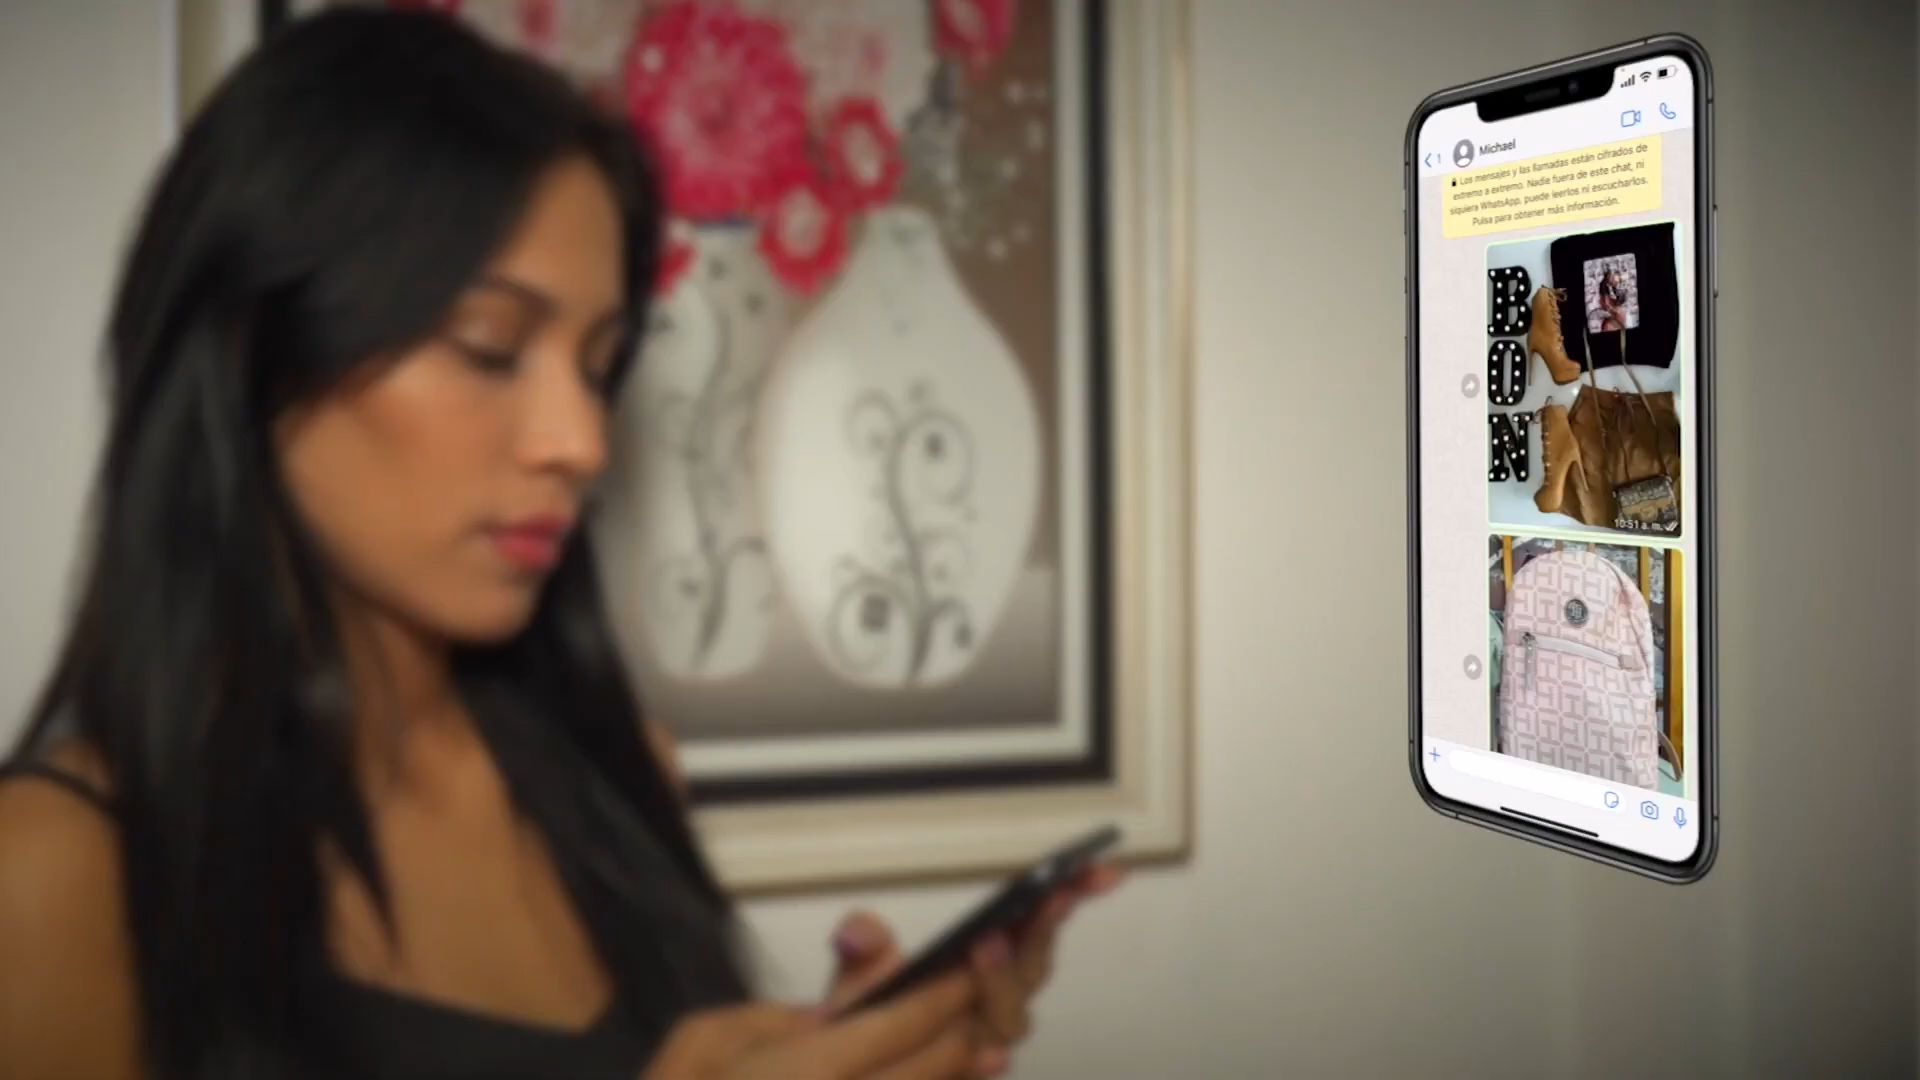 1
Michael
Los mensajes y las llamadas están cifrados de
extremo a extremo. Nadie fuera de este chat, ni
siquiera WhatsApp, puede leerlos ni escucharlos.
Pulsa para obtener más información.
BON
10:51 a. m.